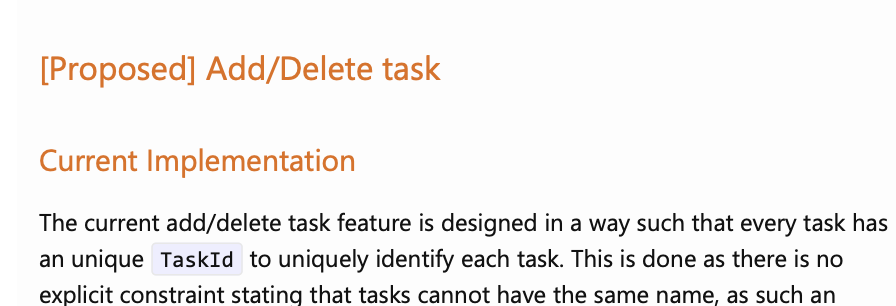 [Proposed] Add/Delete task
Current Implementation
The current add/delete task feature is designed in a way such that every task has
an unique TaskId to uniquely identify each task. This is done as there is no
explicit constraint stating that tasks cannot have the same name, as such an